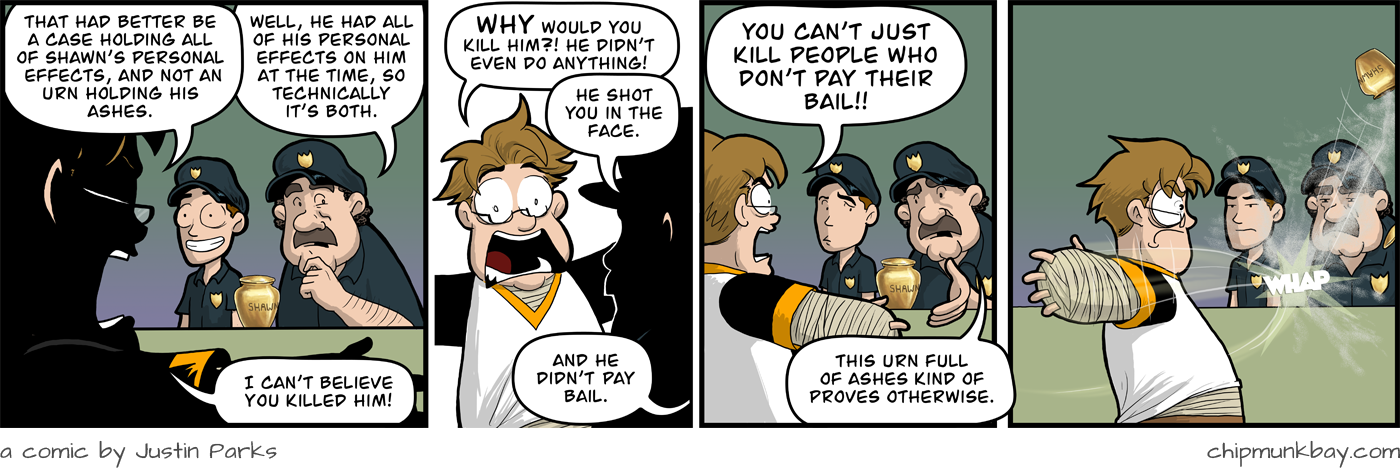 THAT HAD BETTER BE
A CASE HOLDING ALL
OF SHAWN'S PERSONAL
EFFECTS, AND NOT AN
URN HOLDING HIS
ASHES.
WELL, HE HAD ALL
OF HIS PERSONAL
EFFECTS ON HIM
AT THE TIME, SO
TECHNICALLY
IT'S BOTH.
SHAWN
I CAN'T BELIEVE
YOU KILLED HIM!
WHY WOULD YOU
KILL HIM?! HE DIDN'T
EVEN DO ANYTHING!
HE SHOT
YOU IN THE
FACE.
AND HE
DIDN'T PAY
BAIL.
YOU CAN'T JUST
KILL PEOPLE WHO
DON'T PAY THEIR
BAIL!!
SHAWN
THIS URN FULL
OF ASHES KIND OF
PROVES OTHERWISE.
SHAWN
WHAP
a comic by Justin Parks
chipmunkbay.com